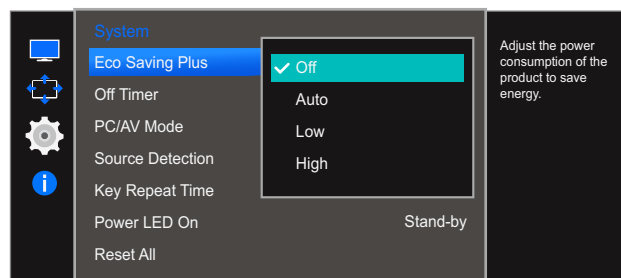 System
Eco Saving Plus
Off Timer
PC/AV Mode
Source Detection
Key Repeat Time
Power LED On
Stand-by
Reset All
Off
Auto
Low
High
Adjust the power
consumption of the
product to save
energy.